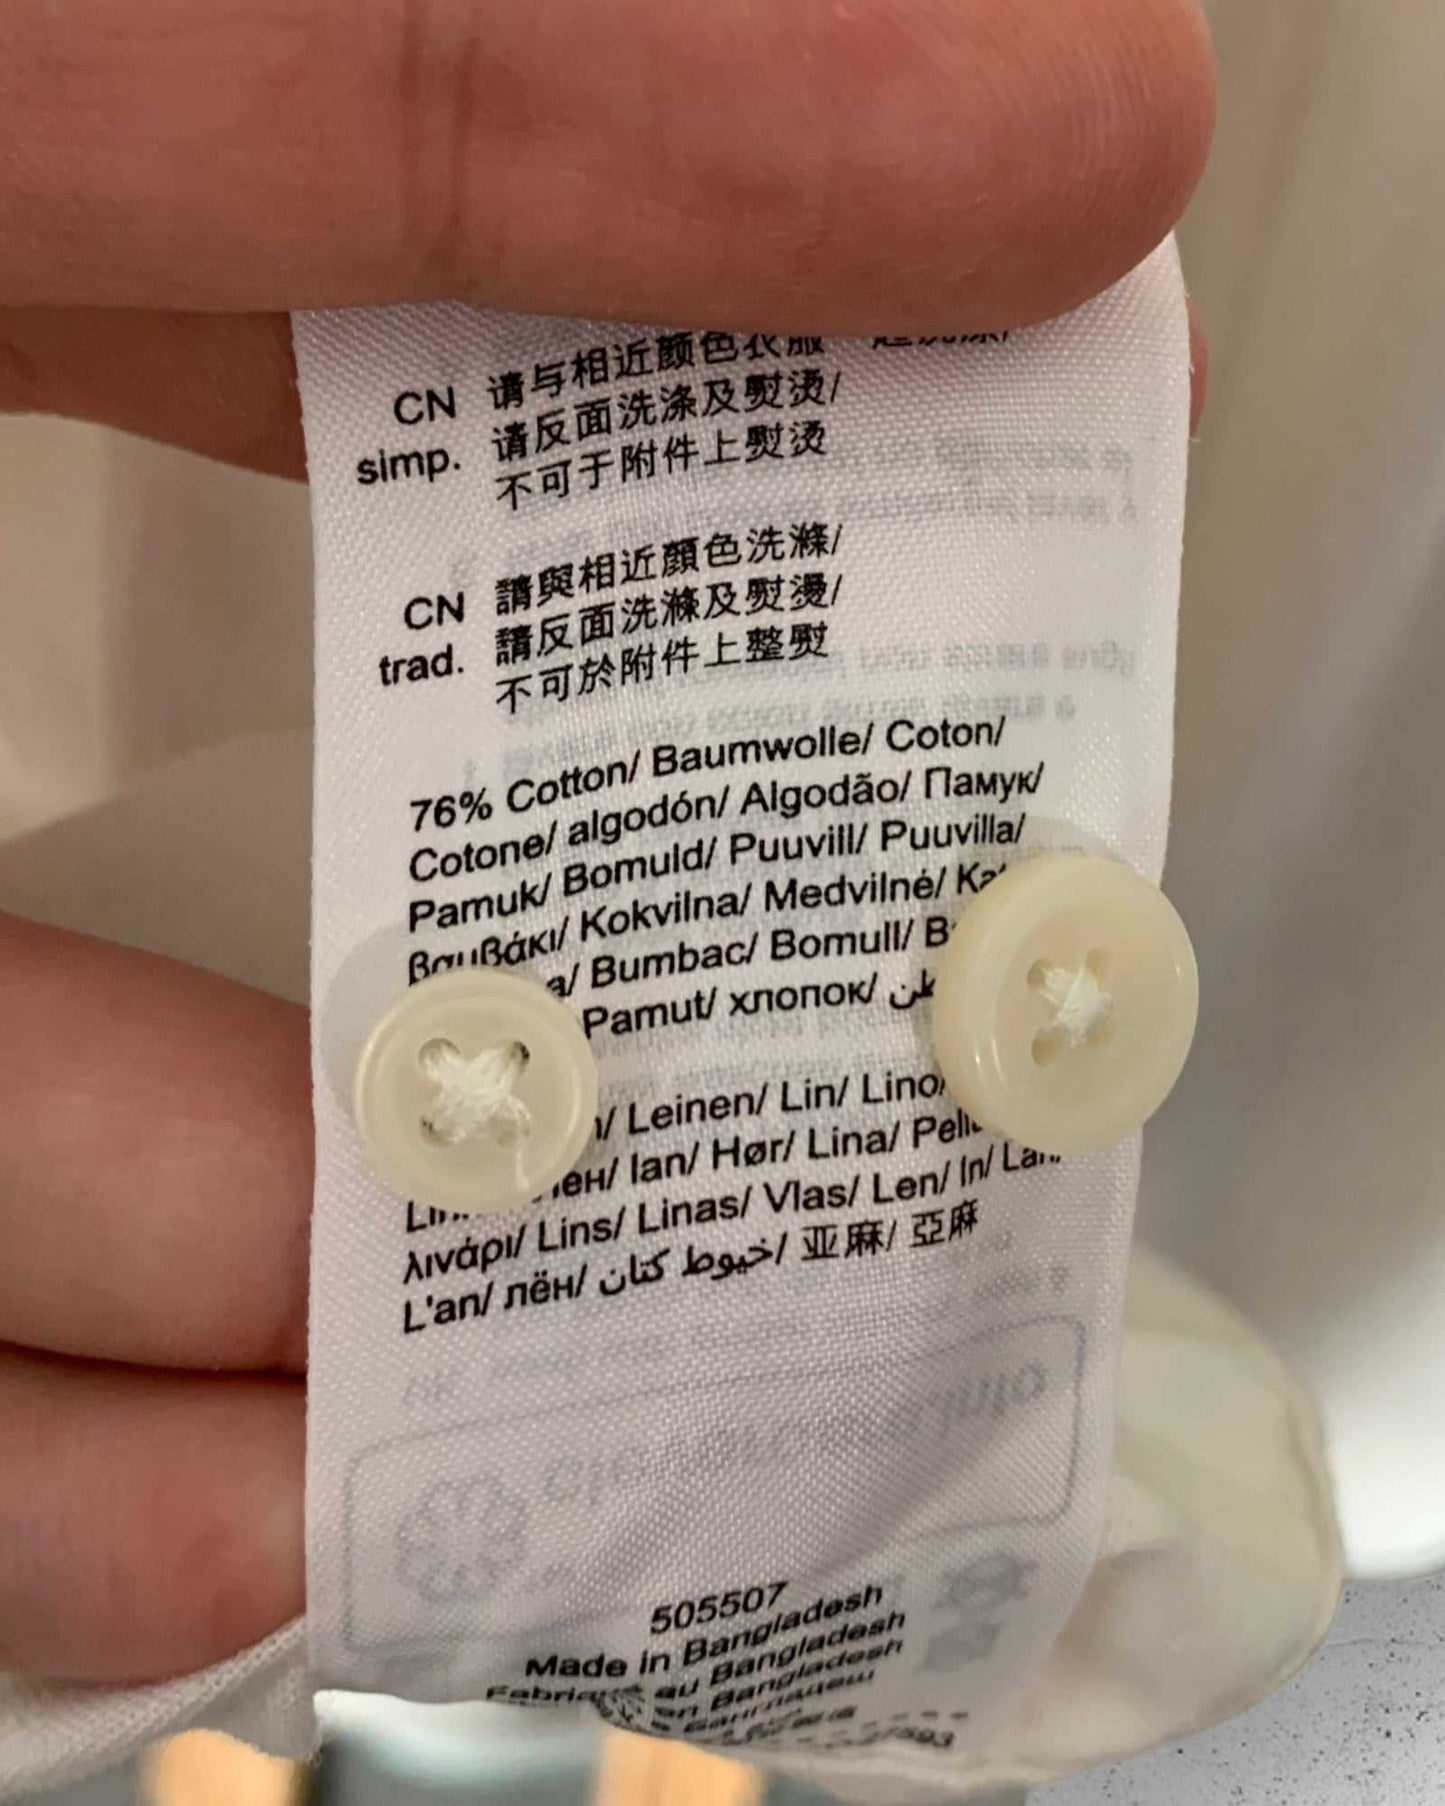 CN 请与相近颜色衣服
simp. 请反面洗涤及熨烫/
不可于附件上熨烫
CN 請與相近顏色洗滌/
trad. 請反面洗滌及熨燙/
不可於附件上整熨
76% Cotton/ Baumwolle/ Coton/
Cotone/ algodón/ Algodão/ Памук/
Pamuk/ Bomuld/ Puuvill/ Puuvilla/
βαμβάκι/ Kokvilna/ Medvilnė/
Bumbac/ Bomull/
Pamut/ хлопок/
Leinen/ Lin/ Lino/
lan/ Hør/ Lina/
λινάρι/ Lins/ Linas/ Vlas/ Len/ In/ Lan/
L'an/ лён/ خيوط كتان/ 亚麻/ 亞麻
505507
Made in Bangladesh
Fabriqué au Bangladesh
en Bangladesh